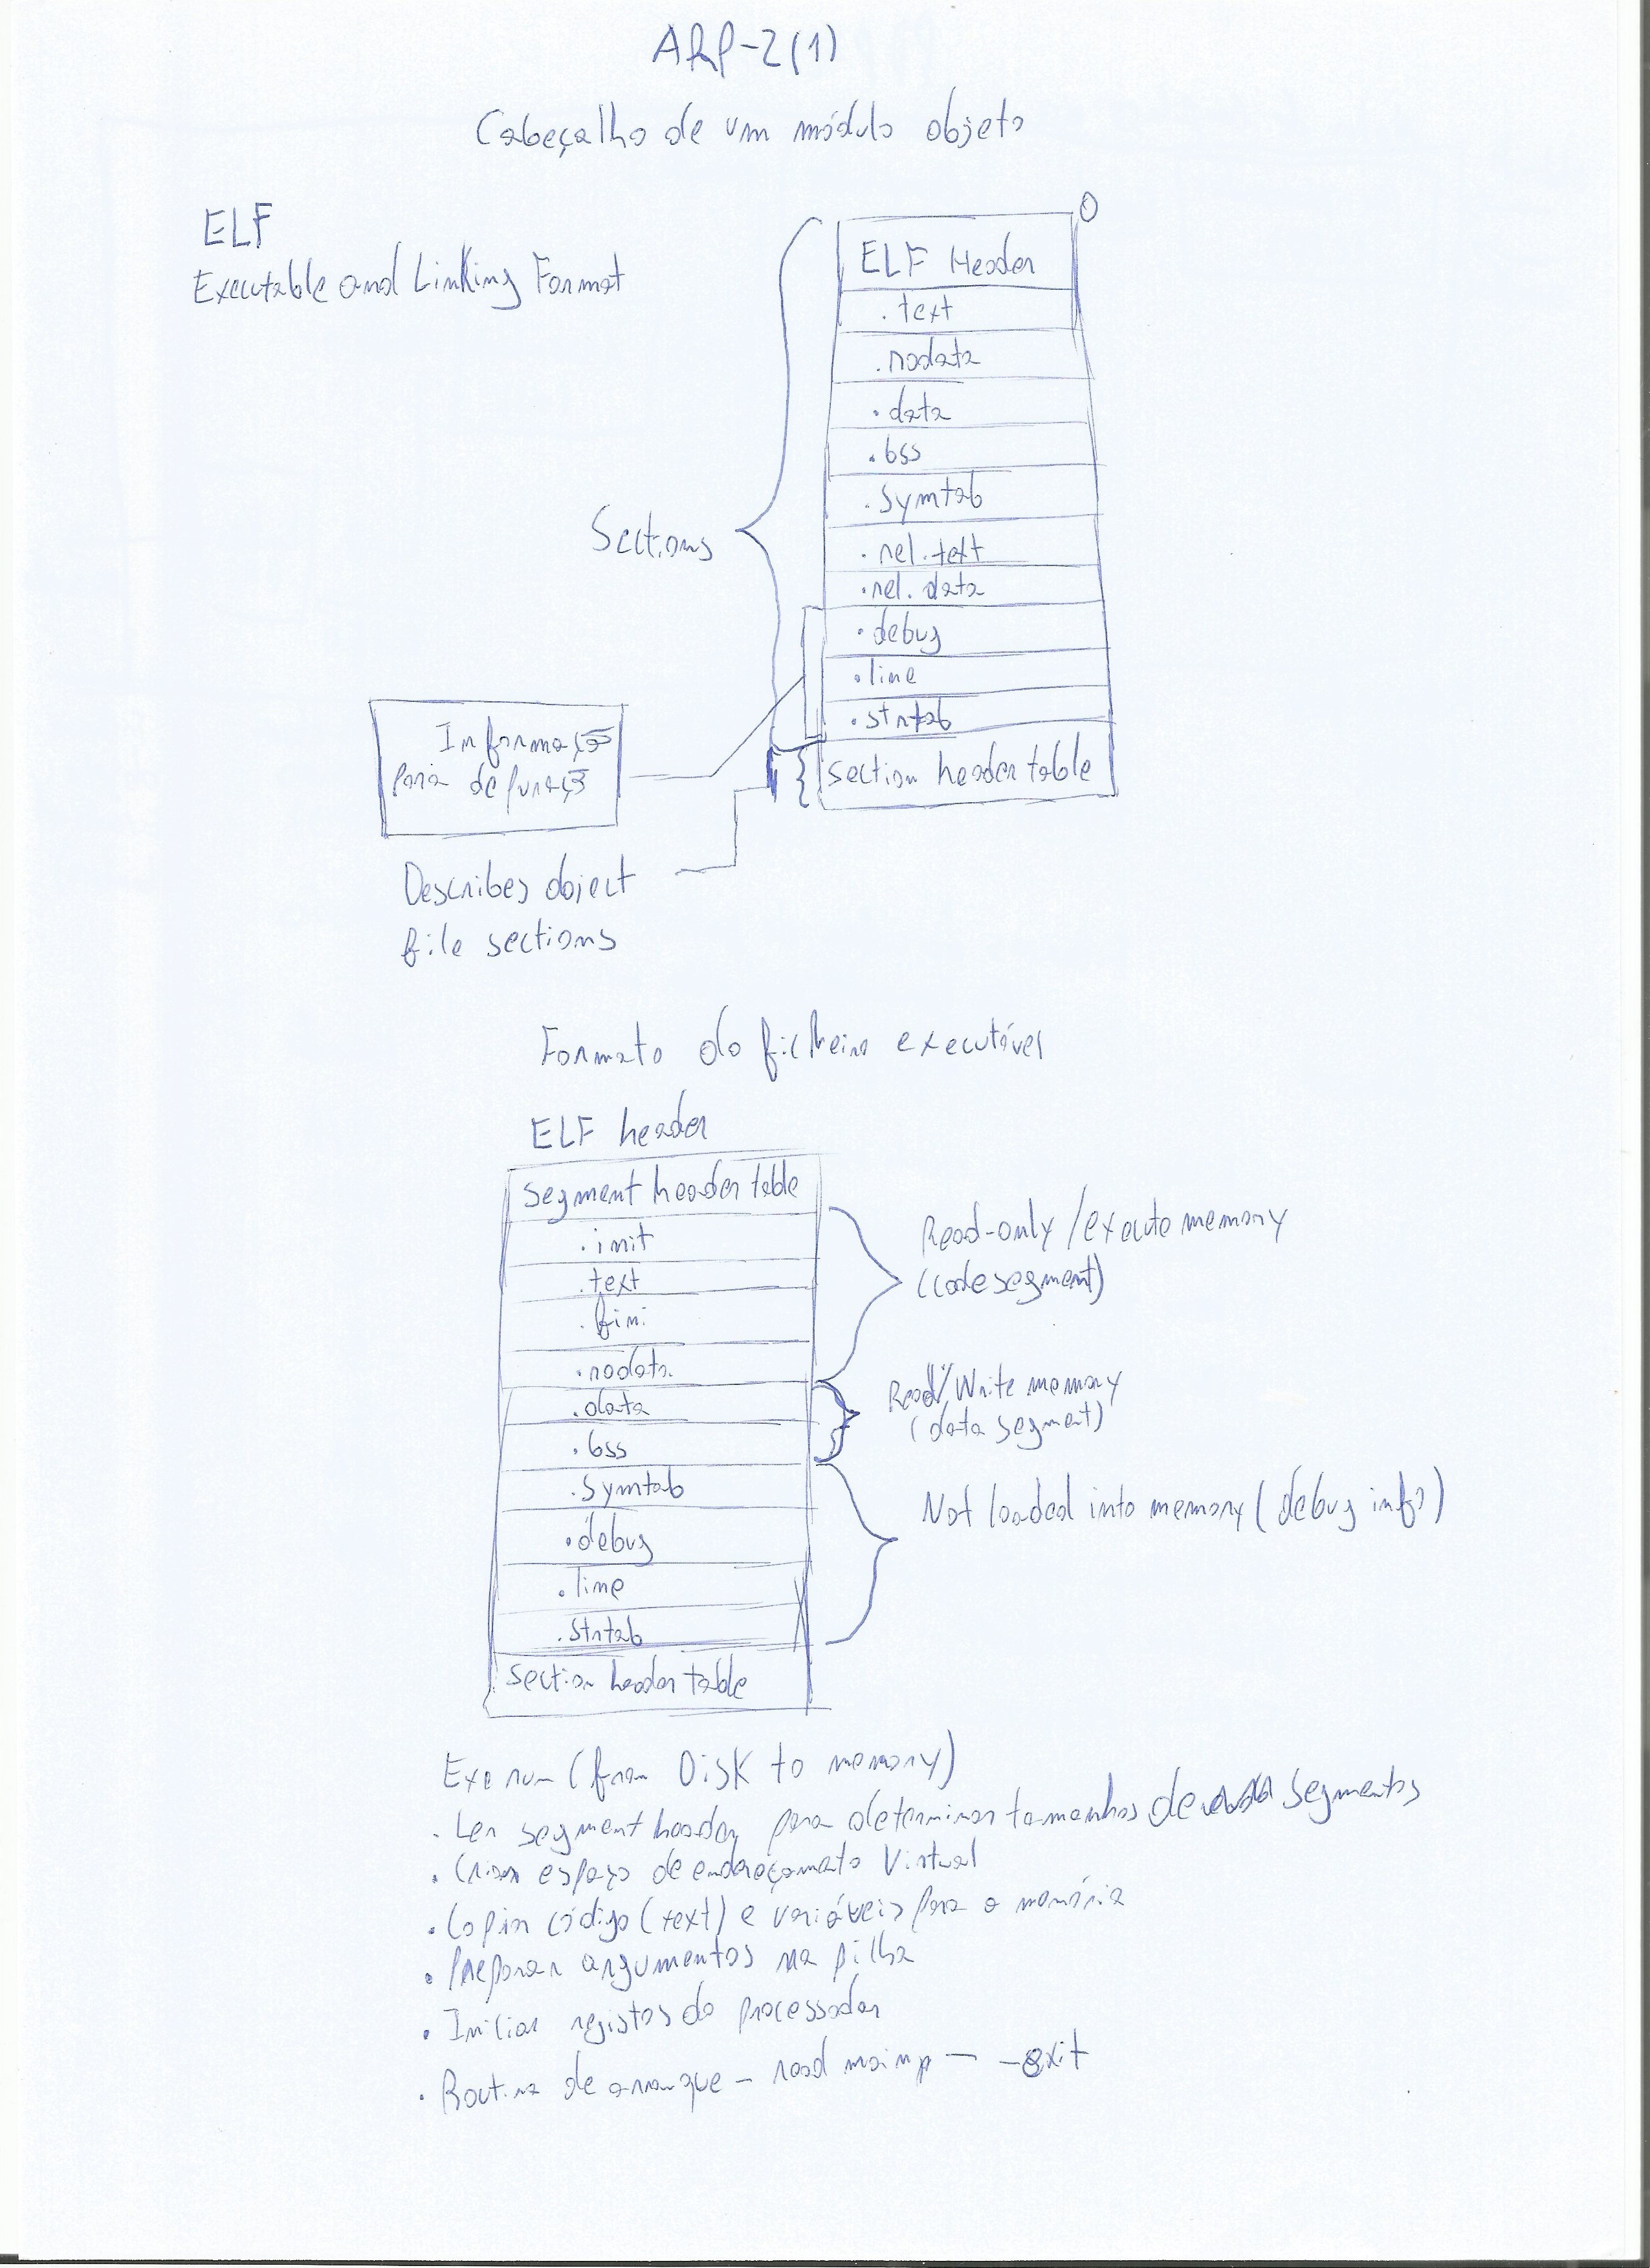 ARP-2(1)
Cabeçalho de um módulo objeto
ELF
Executable and Linking Format
0
ELF Header
.text
.rodata
.data
.bss
.symtab
.rel.text
.rel.data
.debug
.line
.strtab
section header table
Sections
Informação
para depuração
Describes object
file sections
Formato do ficheiro executável
ELF header
segment header table
.init
.text
.fini
.rodata
.data
.bss
.symtab
.debug
.line
.strtab
section header table
Read-only/execute memory
(code segment)
Read/Write memory
(data segment)
Not loaded into memory (debug info)
Exe run (from Disk to memory)
. Ler segment header para determinar tamanhos de segmentos
. Criar espaço de endereçamento Virtual
. Copiar código (text) e variáveis para a memória
. Preparar argumentos na pilha
. Iniciar registos do processador
. Routina de arranque - — _exit